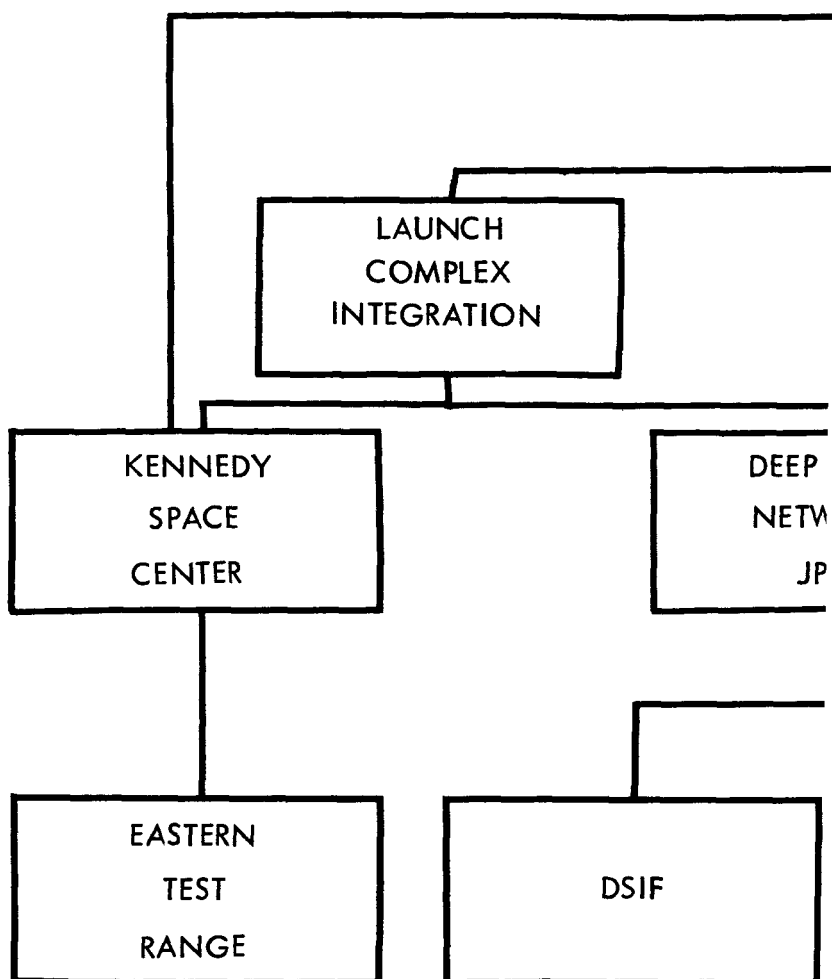 LAUNCH
COMPLEX
INTEGRATION
KENNEDY
SPACE
CENTER
DEEP
EASTERN
TEST
RANGE
DSIF